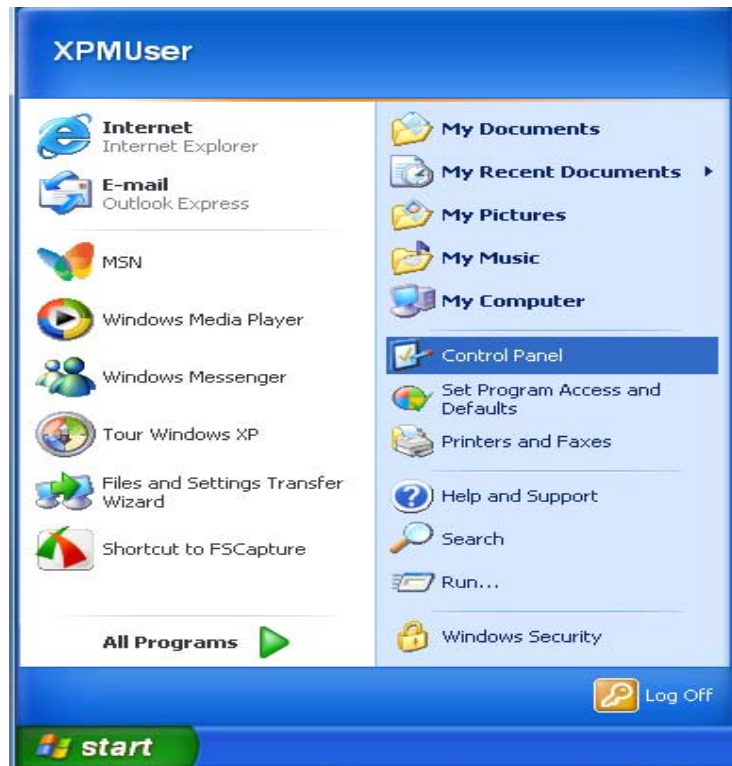 XPMUser
Internet
Internet Explorer
E-mail
Outlook Express
MSN
Windows Media Player
Windows Messenger
Tour Windows XP
Files and Settings Transfer
Wizard
Shortcut to FSCapture
All Programs
My Documents
My Recent Documents
My Pictures
My Music
My Computer
Control Panel
Set Program Access and
Defaults
Printers and Faxes
Help and Support
Search
Run...
Windows Security
Log Off
start